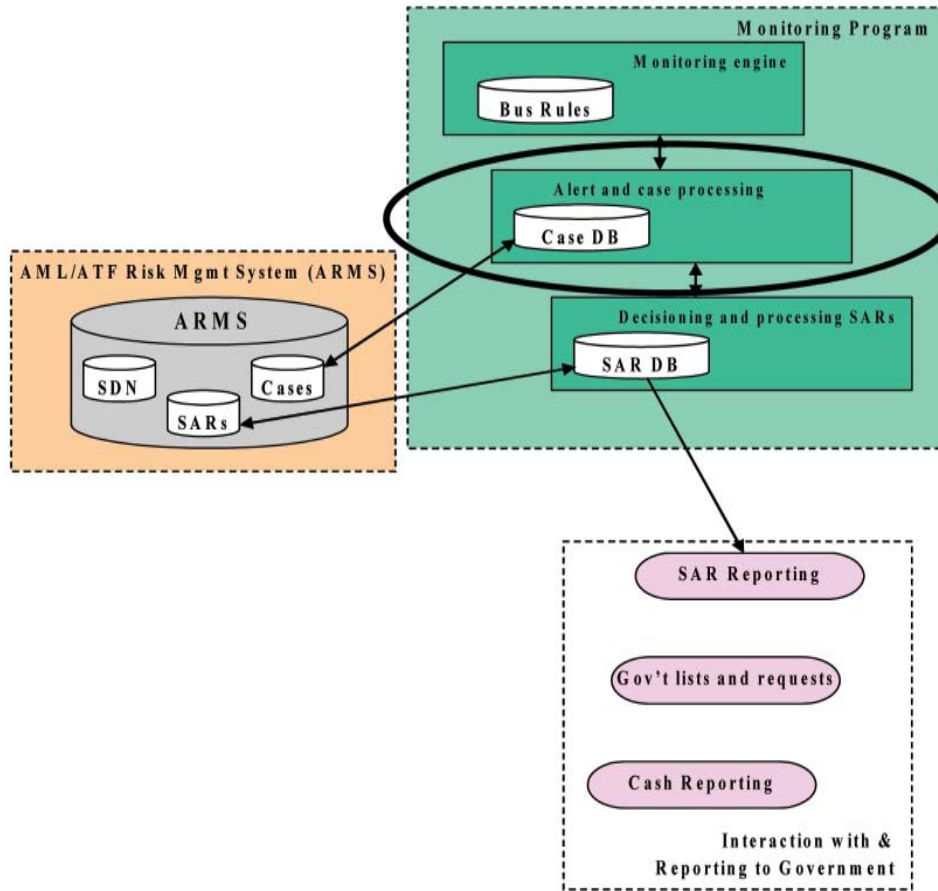 Monitoring Program
Monitoring engine
Bus Rules
Alert and case processing
Case DB
AML/ATF Risk Mgmt System (ARMS)
ARMS
Decisioning and processing SARs
SAR DB
SDN
Cases
SARs
SAR Reporting
Gov't lists and requests
Cash Reporting
Interaction with &
Reporting to Government